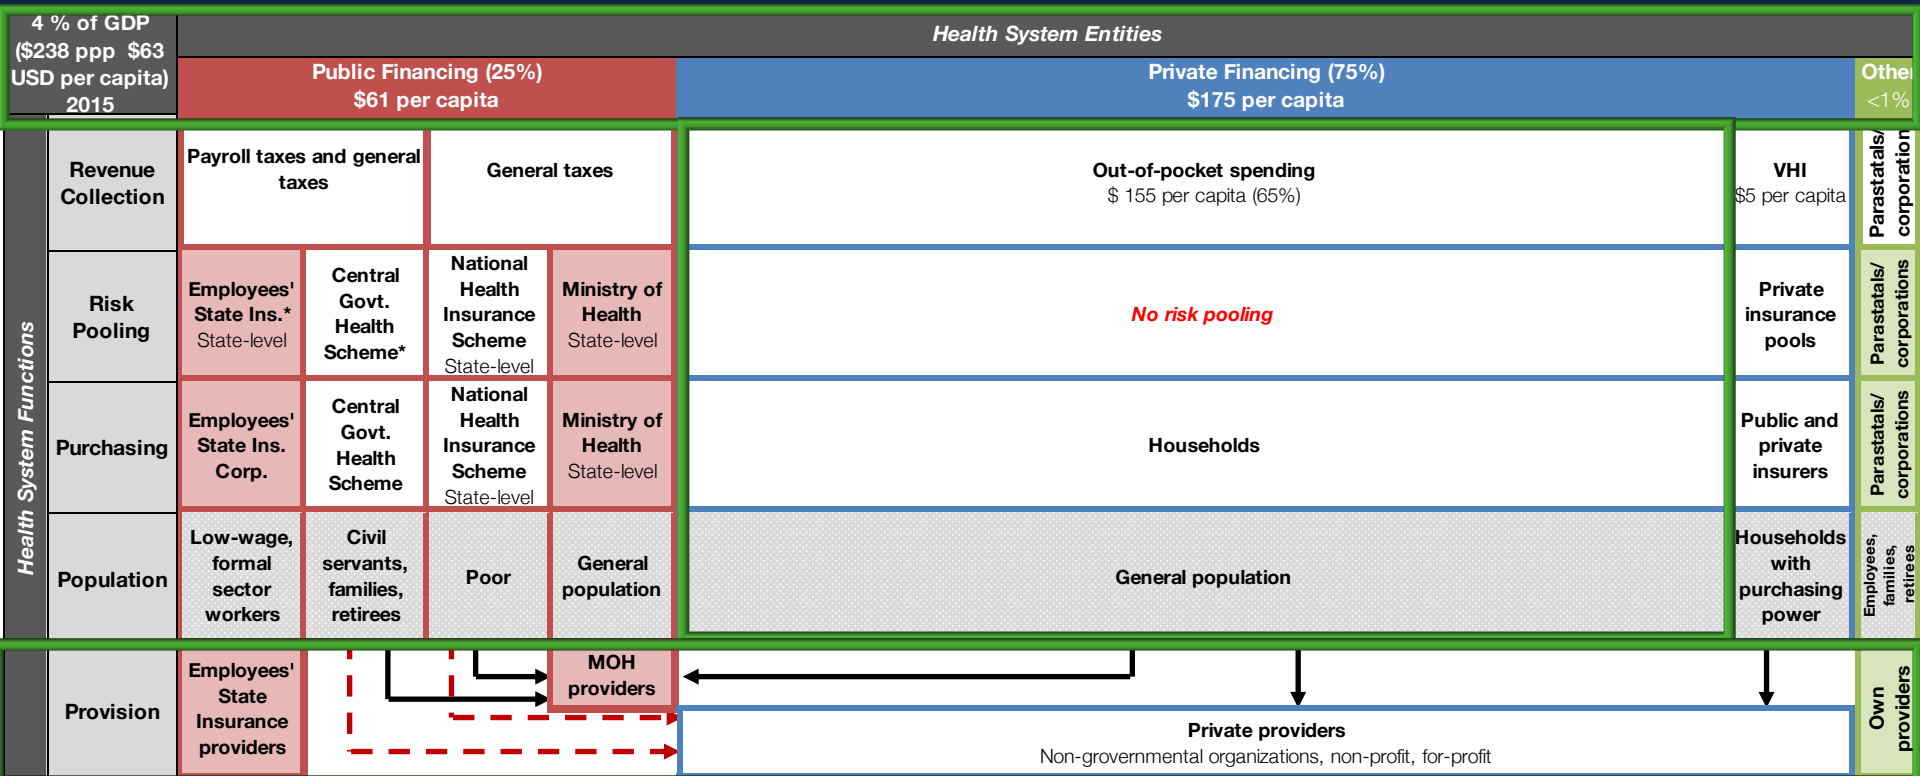 4 % of GDP
($238 ppp $63
USD per capita)
2015
Health System Entities
Public Financing (25%)
$61 per capita
Private Financing (75%)
$175 per capita
Other
<1%
Health System Functions
Revenue
Collection
Payroll taxes and general
taxes
General taxes
Out-of-pocket spending
$ 155 per capita (65%)
VHI
$5 per capita
Parastatals/
corporation
Risk
Pooling
Employees'
State Ins.*
State-level
Central
Govt.
Health
Scheme*
National
Health
Insurance
Scheme
State-level
Ministry of
Health
State-level
No risk pooling
Private
insurance
pools
Parastatals/
corporations
Purchasing
Employees'
State Ins.
Corp.
Central
Govt.
Health
Scheme
National
Health
Insurance
Scheme
State-level
Ministry of
Health
State-level
Households
Public and
private
insurers
Parastatals/
corporations
Population
Low-wage,
formal
sector
workers
Civil
servants,
families,
retirees
Poor
General
population
General population
Households
with
purchasing
power
Employees,
families,
retirees
Provision
Employees'
State
Insurance
providers
MOH
providers
Private providers
Non-grovernmental organizations, non-profit, for-profit
Own
providers